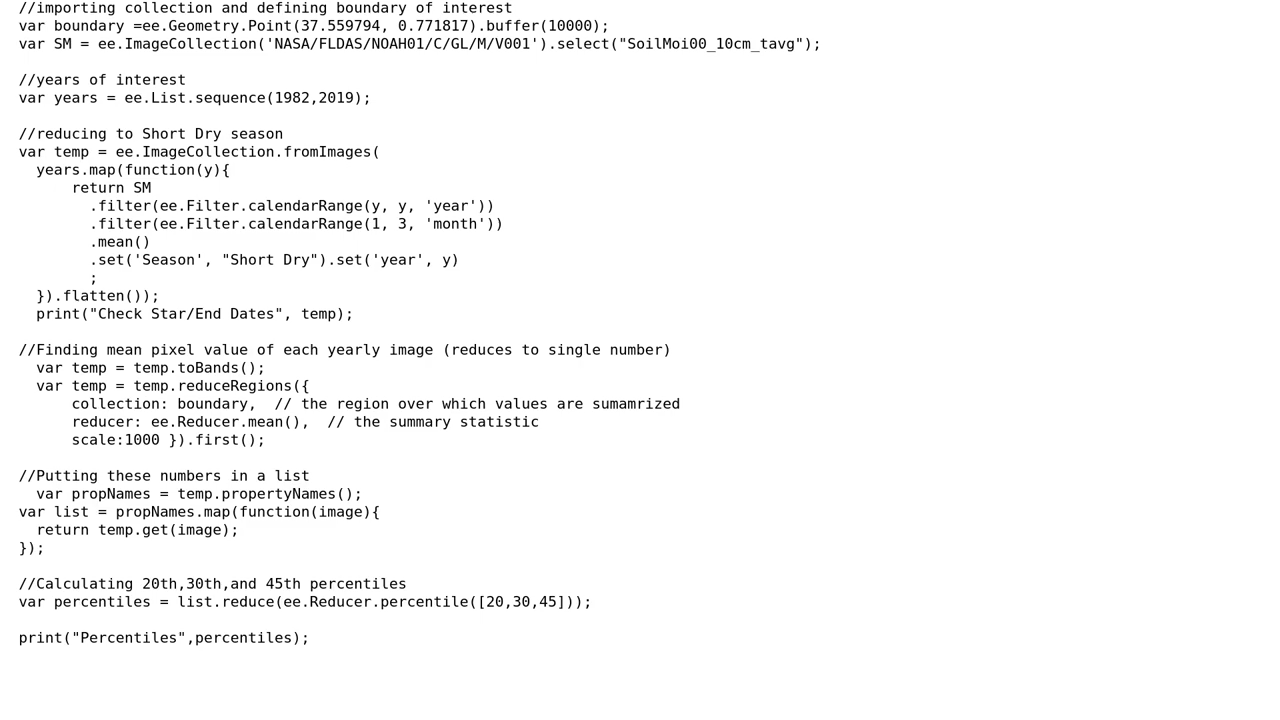 //importing collection and defining boundary of interest
var boundary =ee.Geometry.Point(37.559794, 0.771817).buffer(10000);
var SM = ee.ImageCollection('NASA/FLDAS/NOAH01/C/GL/M/V001').select("SoilMoi00_10cm_tavg");

//years of interest
var years = ee.List.sequence(1982,2019);

//reducing to Short Dry season
var temp = ee.ImageCollection.fromImages(
  years.map(function(y){
      return SM
        .filter(ee.Filter.calendarRange(y, y, 'year'))
        .filter(ee.Filter.calendarRange(1, 3, 'month'))
        .mean()
        .set('Season', "Short Dry").set('year', y)
        ;
  }).flatten());
  print("Check Star/End Dates", temp);

//Finding mean pixel value of each yearly image (reduces to single number)
  var temp = temp.toBands();
  var temp = temp.reduceRegions({
      collection: boundary,  // the region over which values are sumamrized
      reducer: ee.Reducer.mean(),  // the summary statistic
      scale:1000 }).first();

//Putting these numbers in a list
  var propNames = temp.propertyNames();
var list = propNames.map(function(image){
  return temp.get(image);
});

//Calculating 20th,30th,and 45th percentiles
var percentiles = list.reduce(ee.Reducer.percentile([20,30,45]));

print("Percentiles",percentiles);